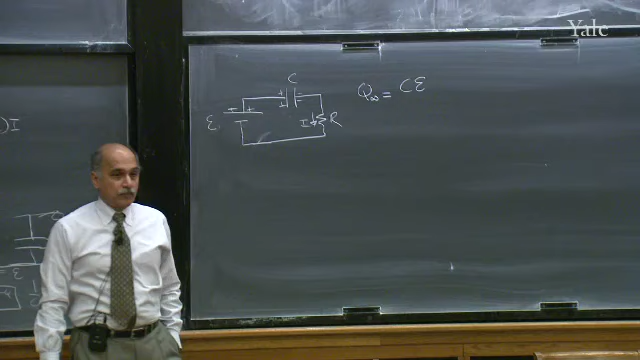 Yale
C
Q∞ = Cε
+ + +
ε
I
R
)I